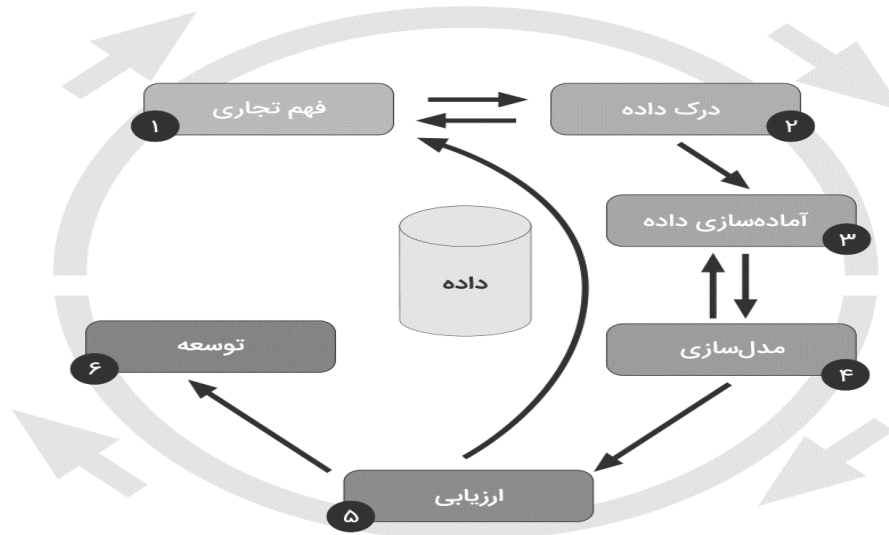 فهم تجاری
۱
درک داده
۲
آماده‌سازی داده
۳
داده
مدل‌سازی
۴
ارزیابی
۵
توسعه
۶